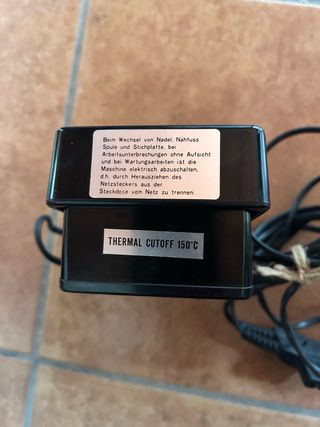 Beim Wechsel von Nadel, Nähfuss
Spule und Stichplatte, bei
Arbeitsunterbrechungen ohne Aufsicht
und bei Wartungsarbeiten ist die
Maschine elektrisch abzuschalten,
d.h. durch Herausziehen des
Netzsteckers aus der
Steckdose vom Netz zu trennen.
THERMAL CUTOFF 150°C